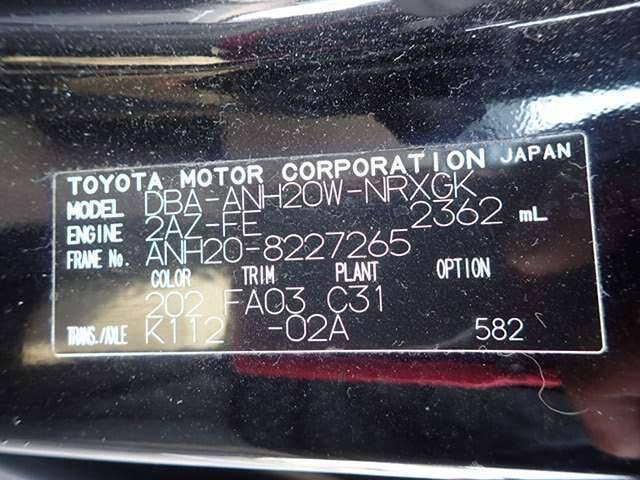 TOYOTA MOTOR CORPORATION JAPAN
MODEL DBA-ANH20W-NRXGK
ENGINE 2AZ-FE 2362 mL
FRAME No. ANH20-8227265
COLOR TRIM PLANT OPTION
202 FA03 C31
TRANS./AXLE K112 -02A 582